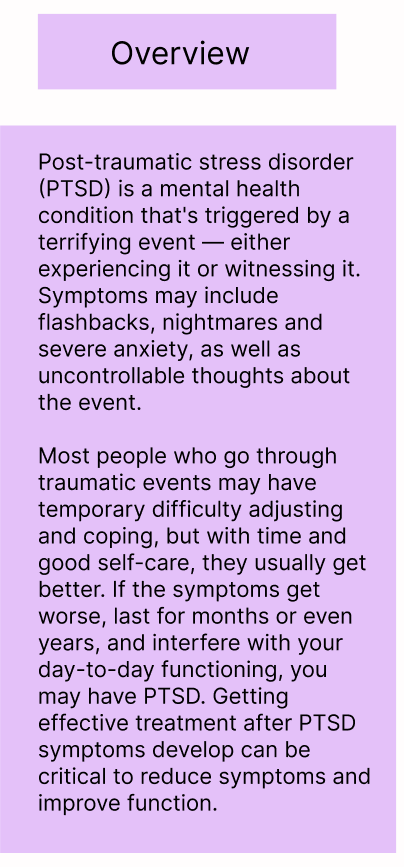 Overview
Post-traumatic stress disorder
(PTSD) is a mental health
condition that's triggered by a
terrifying event — either
experiencing it or witnessing it.
Symptoms may include
flashbacks, nightmares and
severe anxiety, as well as
uncontrollable thoughts about
the event.
Most people who go through
traumatic events may have
temporary difficulty adjusting
and coping, but with time and
good self-care, they usually get
better. If the symptoms get
worse, last for months or even
years, and interfere with your
day-to-day functioning, you
may have PTSD. Getting
effective treatment after PTSD
symptoms develop can be
critical to reduce symptoms and
improve function.